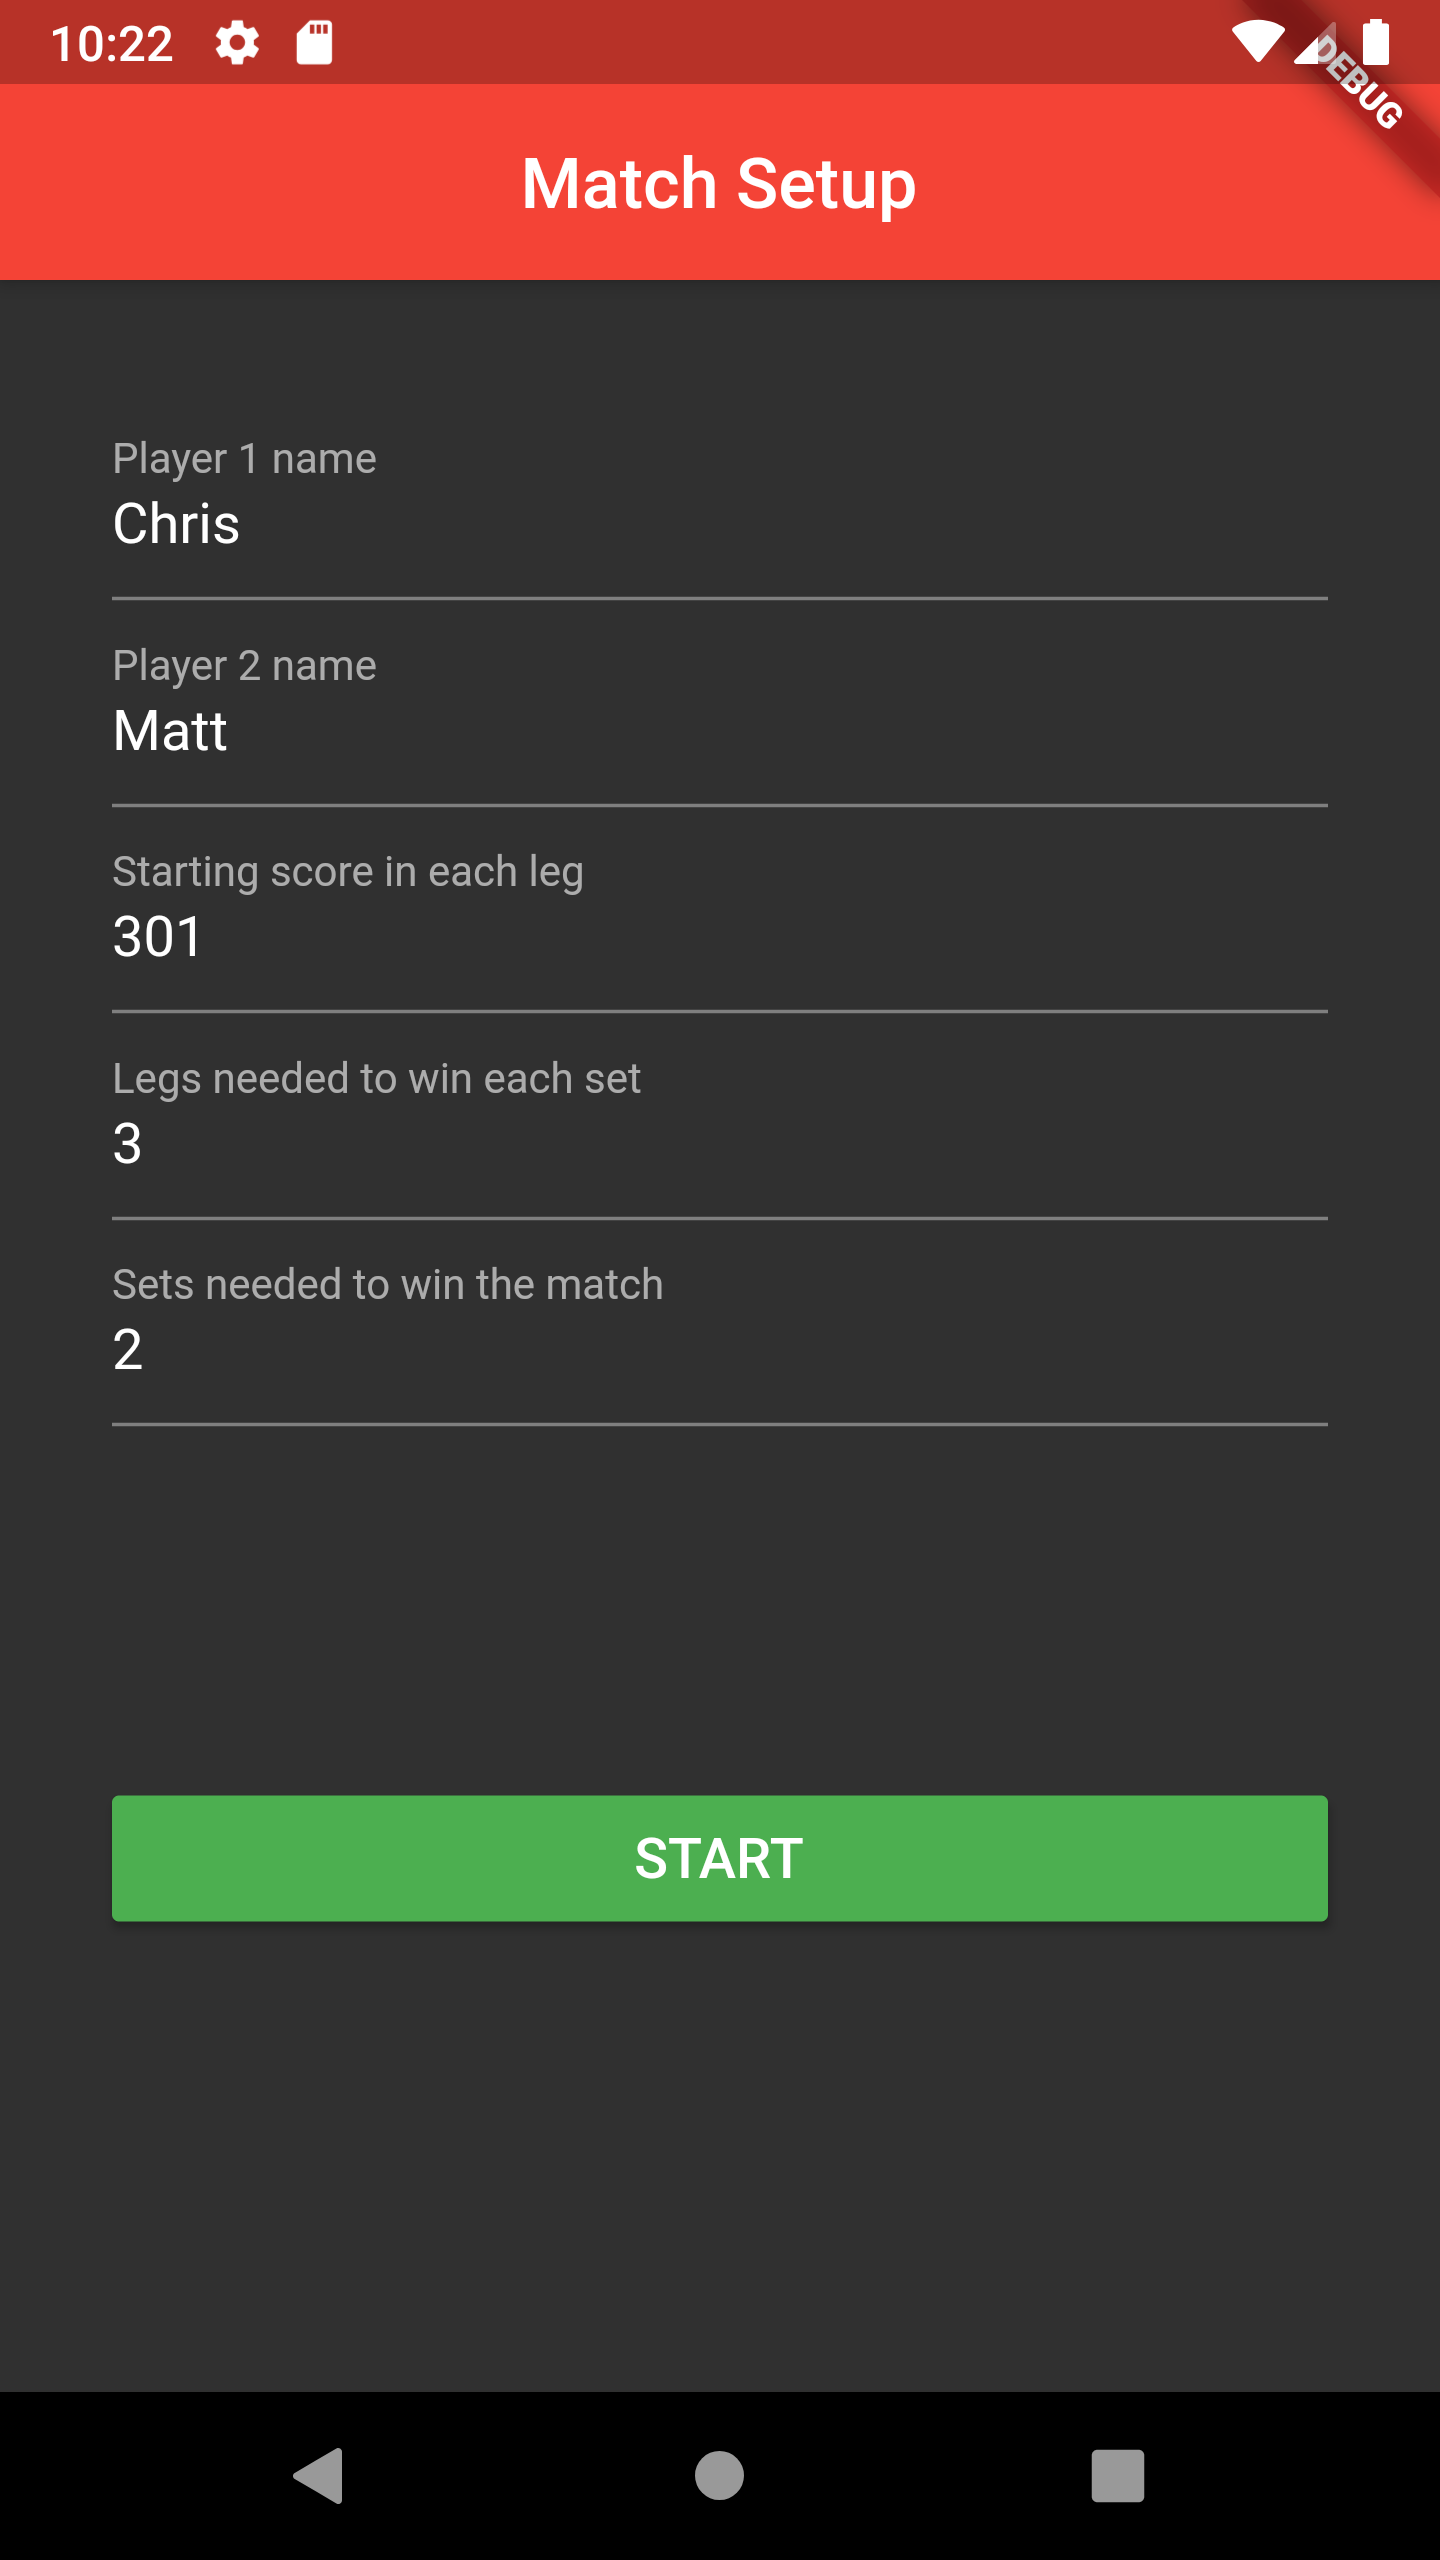 10:22
DEBUG
Match Setup
Player 1 name
Chris
Player 2 name
Matt
Starting score in each leg
301
Legs needed to win each set
3
Sets needed to win the match
2
START